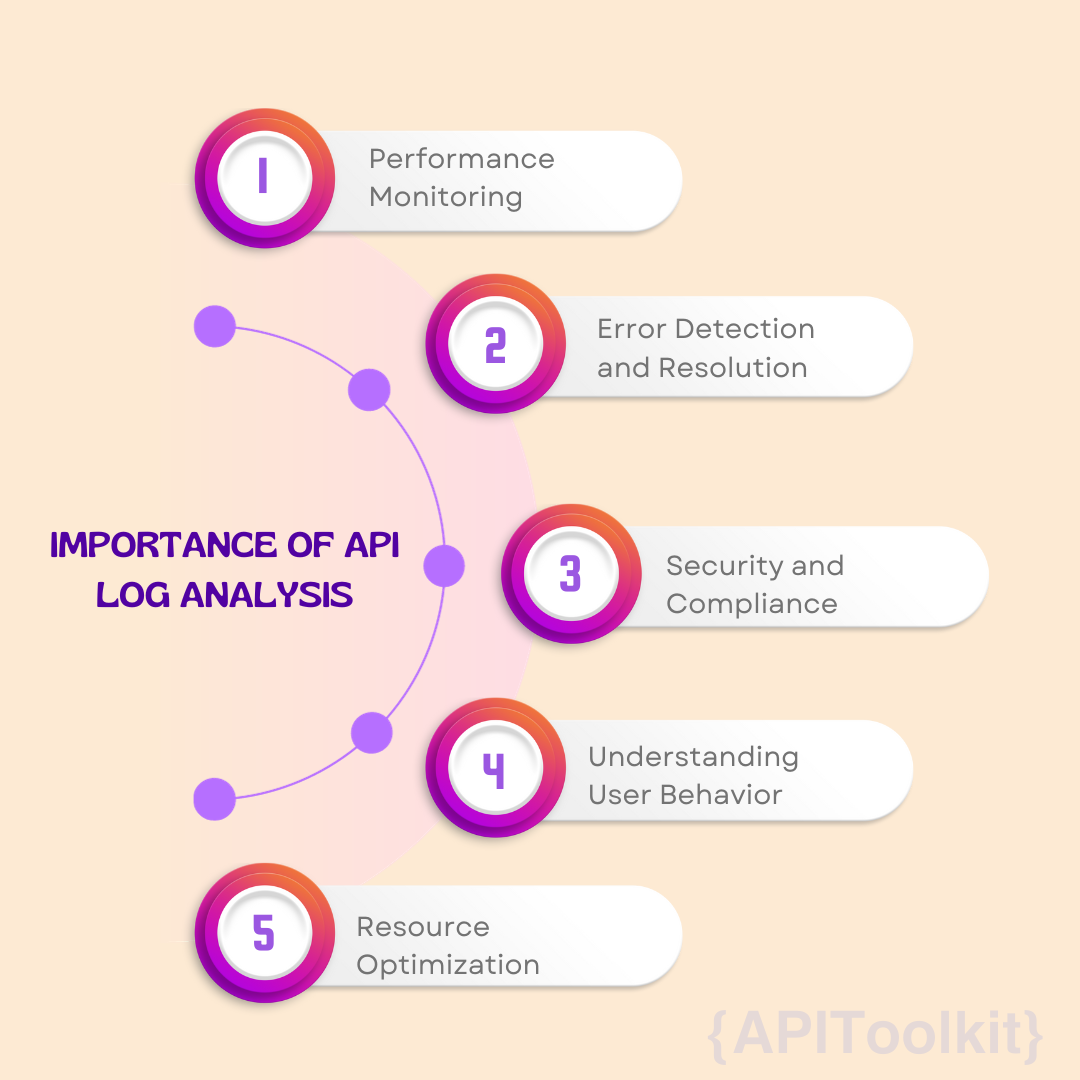 1
Performance
Monitoring
2
Error Detection
and Resolution
IMPORTANCE OF API
LOG ANALYSIS
3
Security and
Compliance
4
Understanding
User Behavior
5
Resource
Optimization
{APIToolkit}